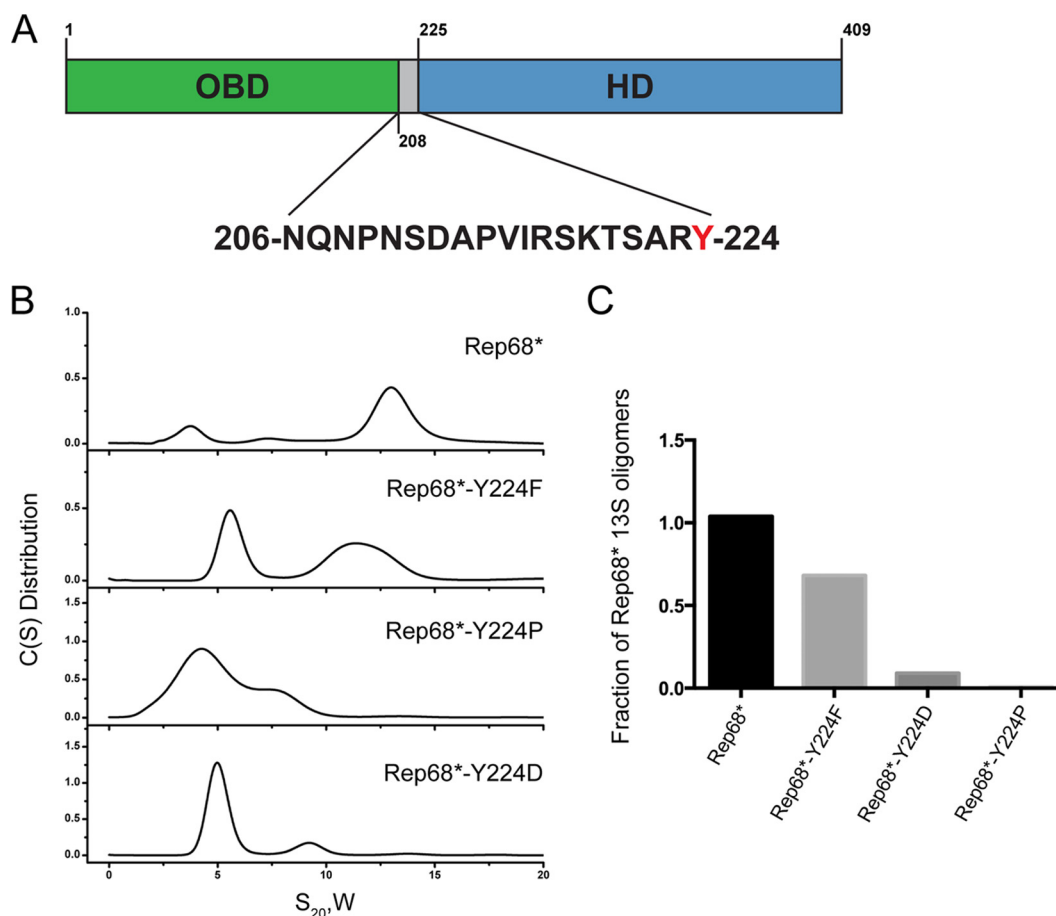 A
1
225
409
OBD
HD
208
206-NQNPNSDAPVIRSKTSARY-224
B
C
C(S) Distribution
1.0
0.5
0.0
Rep68*
0.5
0.0
Rep68*-Y224F
1.5
1.0
0.5
0.0
Rep68*-Y224P
1.5
1.0
0.5
0.0
Rep68*-Y224D
0
5
10
15
20
S20,W
Fraction of Rep68* 13S oligomers
1.5
1.0
0.5
0.0
Rep68*
Rep68*-Y224F
Rep68*-Y224D
Rep68*-Y224P